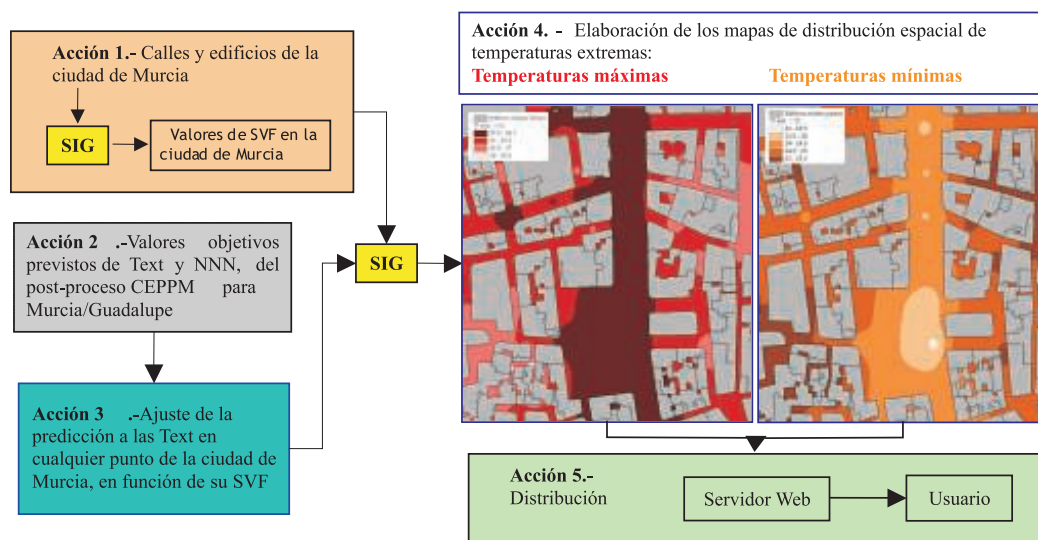 Acción 1.- Calles y edificios de la
ciudad de Murcia
SIG
Valores de SVF en la
ciudad de Murcia
Acción 2 .-Valores objetivos
previstos de Text y NNN, del
post-proceso CEPPM para
Murcia/Guadalupe
Acción 3 .-Ajuste de la
predicción a las Text en
cualquier punto de la ciudad de
Murcia, en función de su SVF
SIG
Acción 4. - Elaboración de los mapas de distribución espacial de
temperaturas extremas:
Temperaturas máximas Temperaturas mínimas
Acción 5.-
Distribución
Servidor Web
Usuario